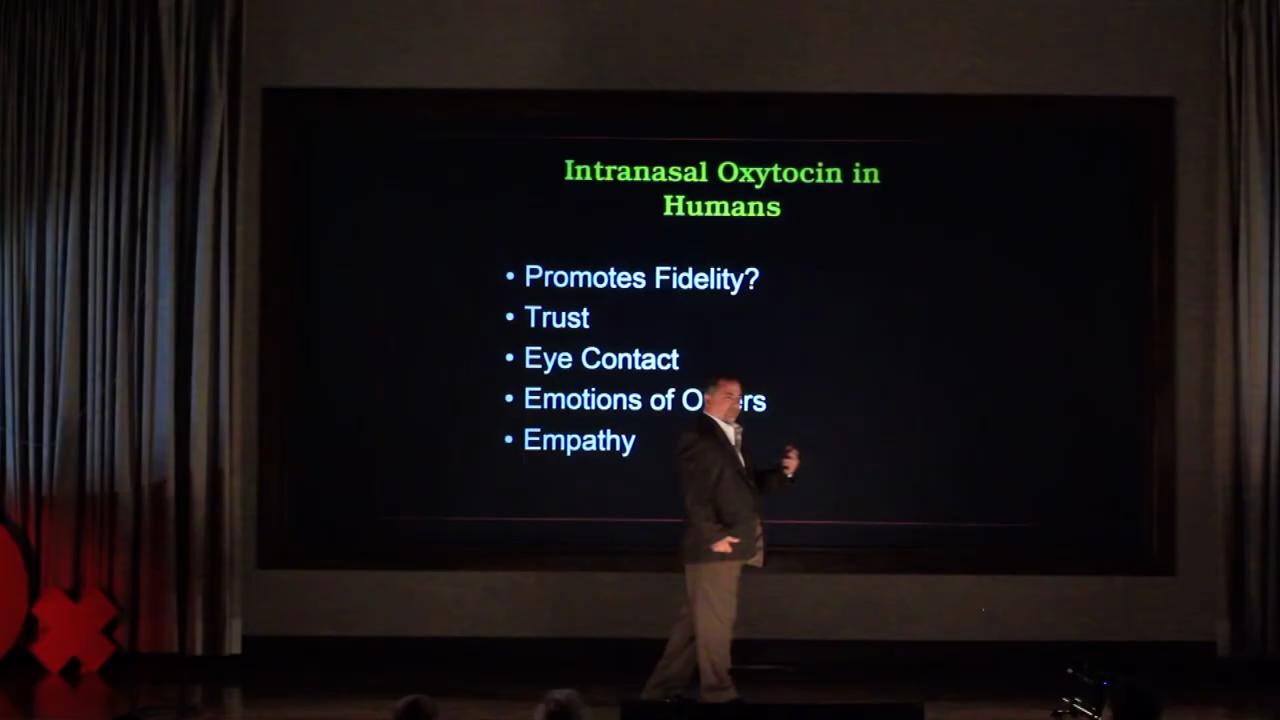 Intranasal Oxytocin in
Humans
• Promotes Fidelity?
• Trust
• Eye Contact
• Emotions of
• Empathy
x